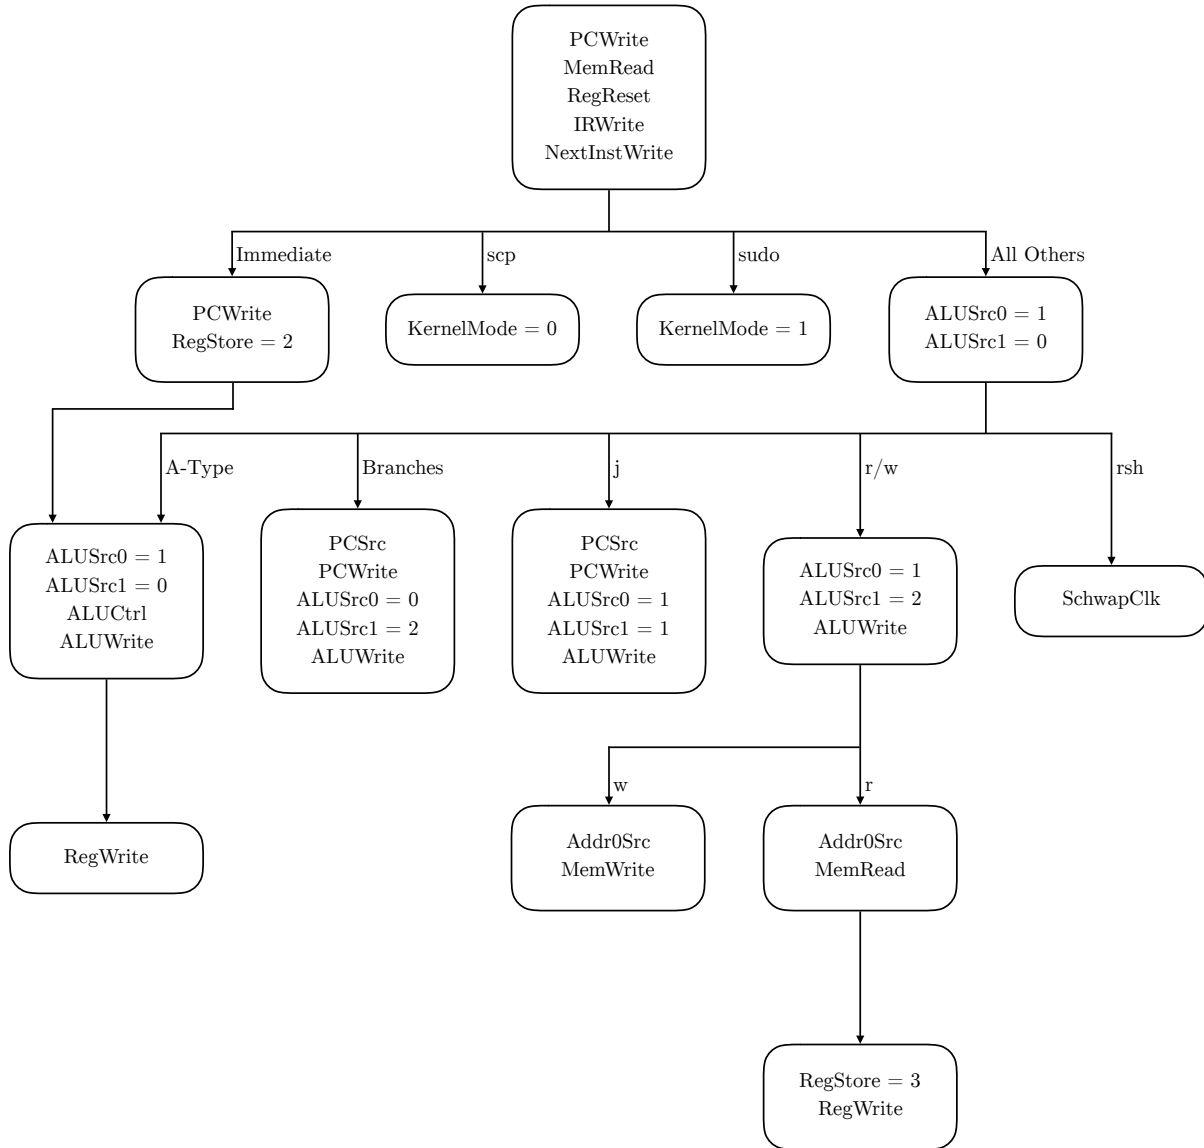 PCWrite
MemRead
RegReset
IRWrite
NextInstWrite
Immediate
scp
sudo
All Others
PCWrite
RegStore = 2
KernelMode = 0
KernelMode = 1
ALUSrc0 = 1
ALUSrc1 = 0
A-Type
Branches
j
r/w
rsh
ALUSrc0 = 1
ALUSrc1 = 0
ALUCtrl
ALUWrite
PCSrc
PCWrite
ALUSrc0 = 0
ALUSrc1 = 2
ALUWrite
PCSrc
PCWrite
ALUSrc0 = 1
ALUSrc1 = 1
ALUWrite
ALUSrc0 = 1
ALUSrc1 = 2
ALUWrite
SchwapClk
w
r
RegWrite
Addr0Src
MemWrite
Addr0Src
MemRead
RegStore = 3
RegWrite